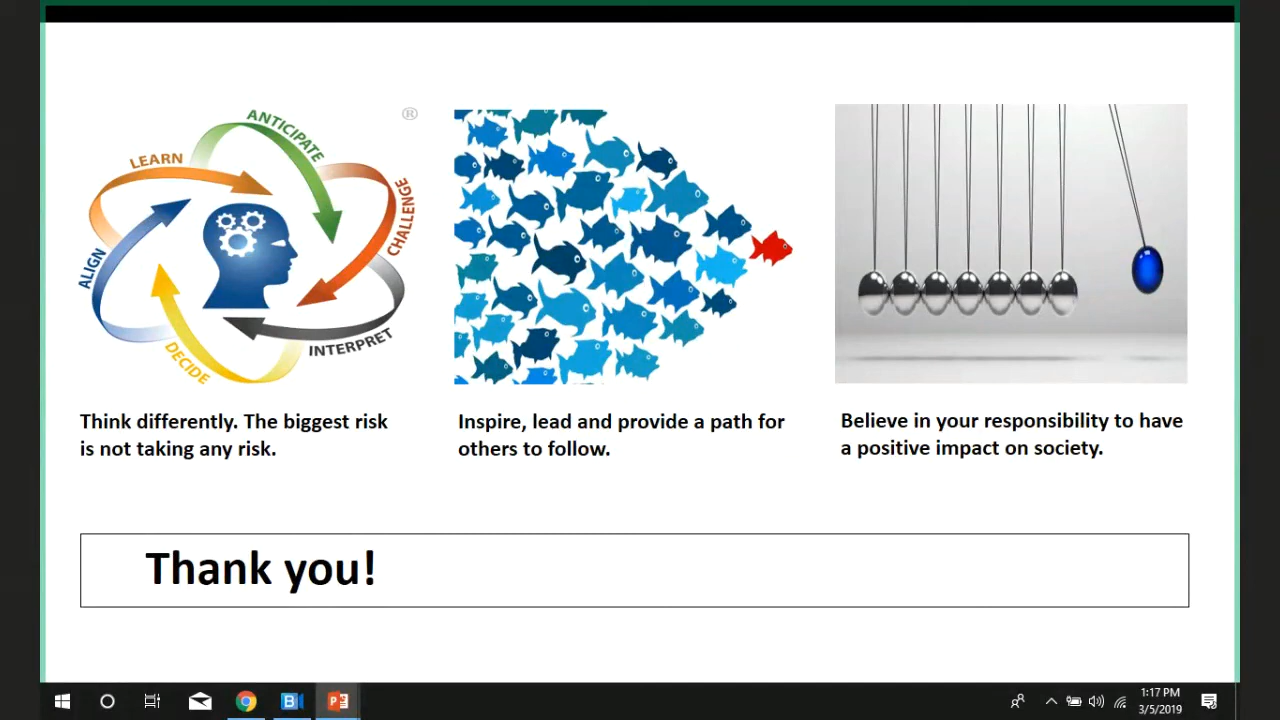 ®
ANTICIPATE
LEARN
CHALLENGE
ALIGN
INTERPRET
DECIDE
Think differently. The biggest risk
is not taking any risk.
Inspire, lead and provide a path for
others to follow.
Believe in your responsibility to have
a positive impact on society.
Thank you!
1:17 PM
3/5/2019